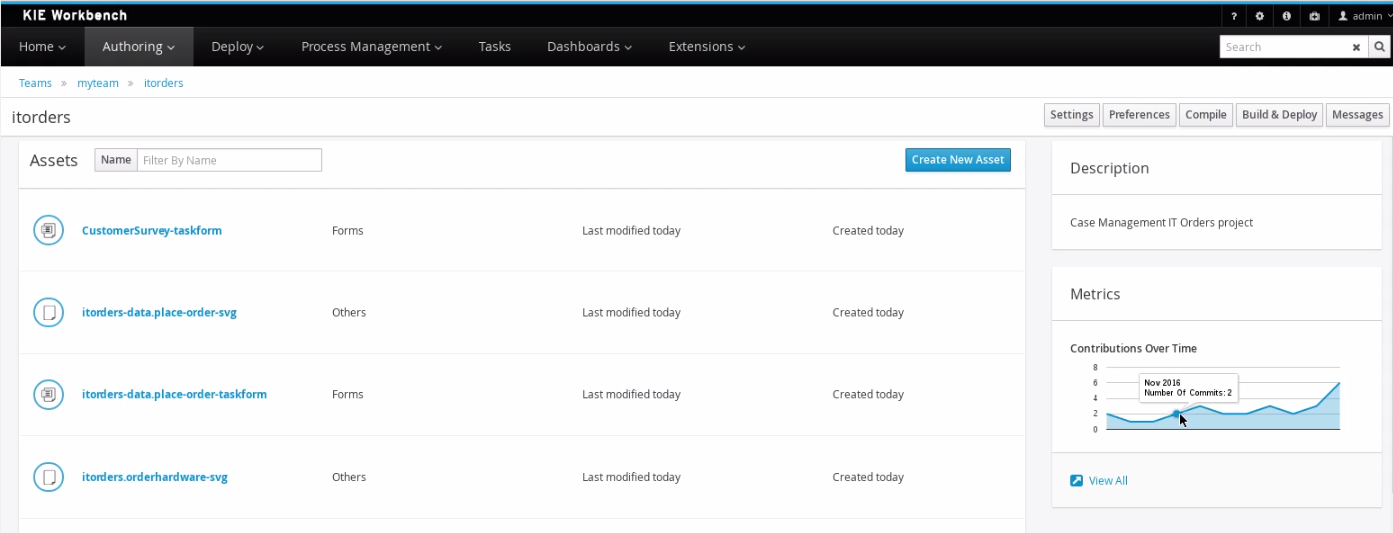 KIE Workbench
? admin
Home Authoring Deploy Process Management Tasks Dashboards Extensions Search
Teams » myteam » itorders
itorders Settings Preferences Compile Build & Deploy Messages
Assets Name Filter By Name Create New Asset
CustomerSurvey-taskform Forms Last modified today Created today
itorders-data.place-order-svg Others Last modified today Created today
itorders-data.place-order-taskform Forms Last modified today Created today
itorders.orderhardware-svg Others Last modified today Created today
Description
Case Management IT Orders project
Metrics
Contributions Over Time
8
6
4
2
0
Nov 2016
Number Of Commits: 2
View All